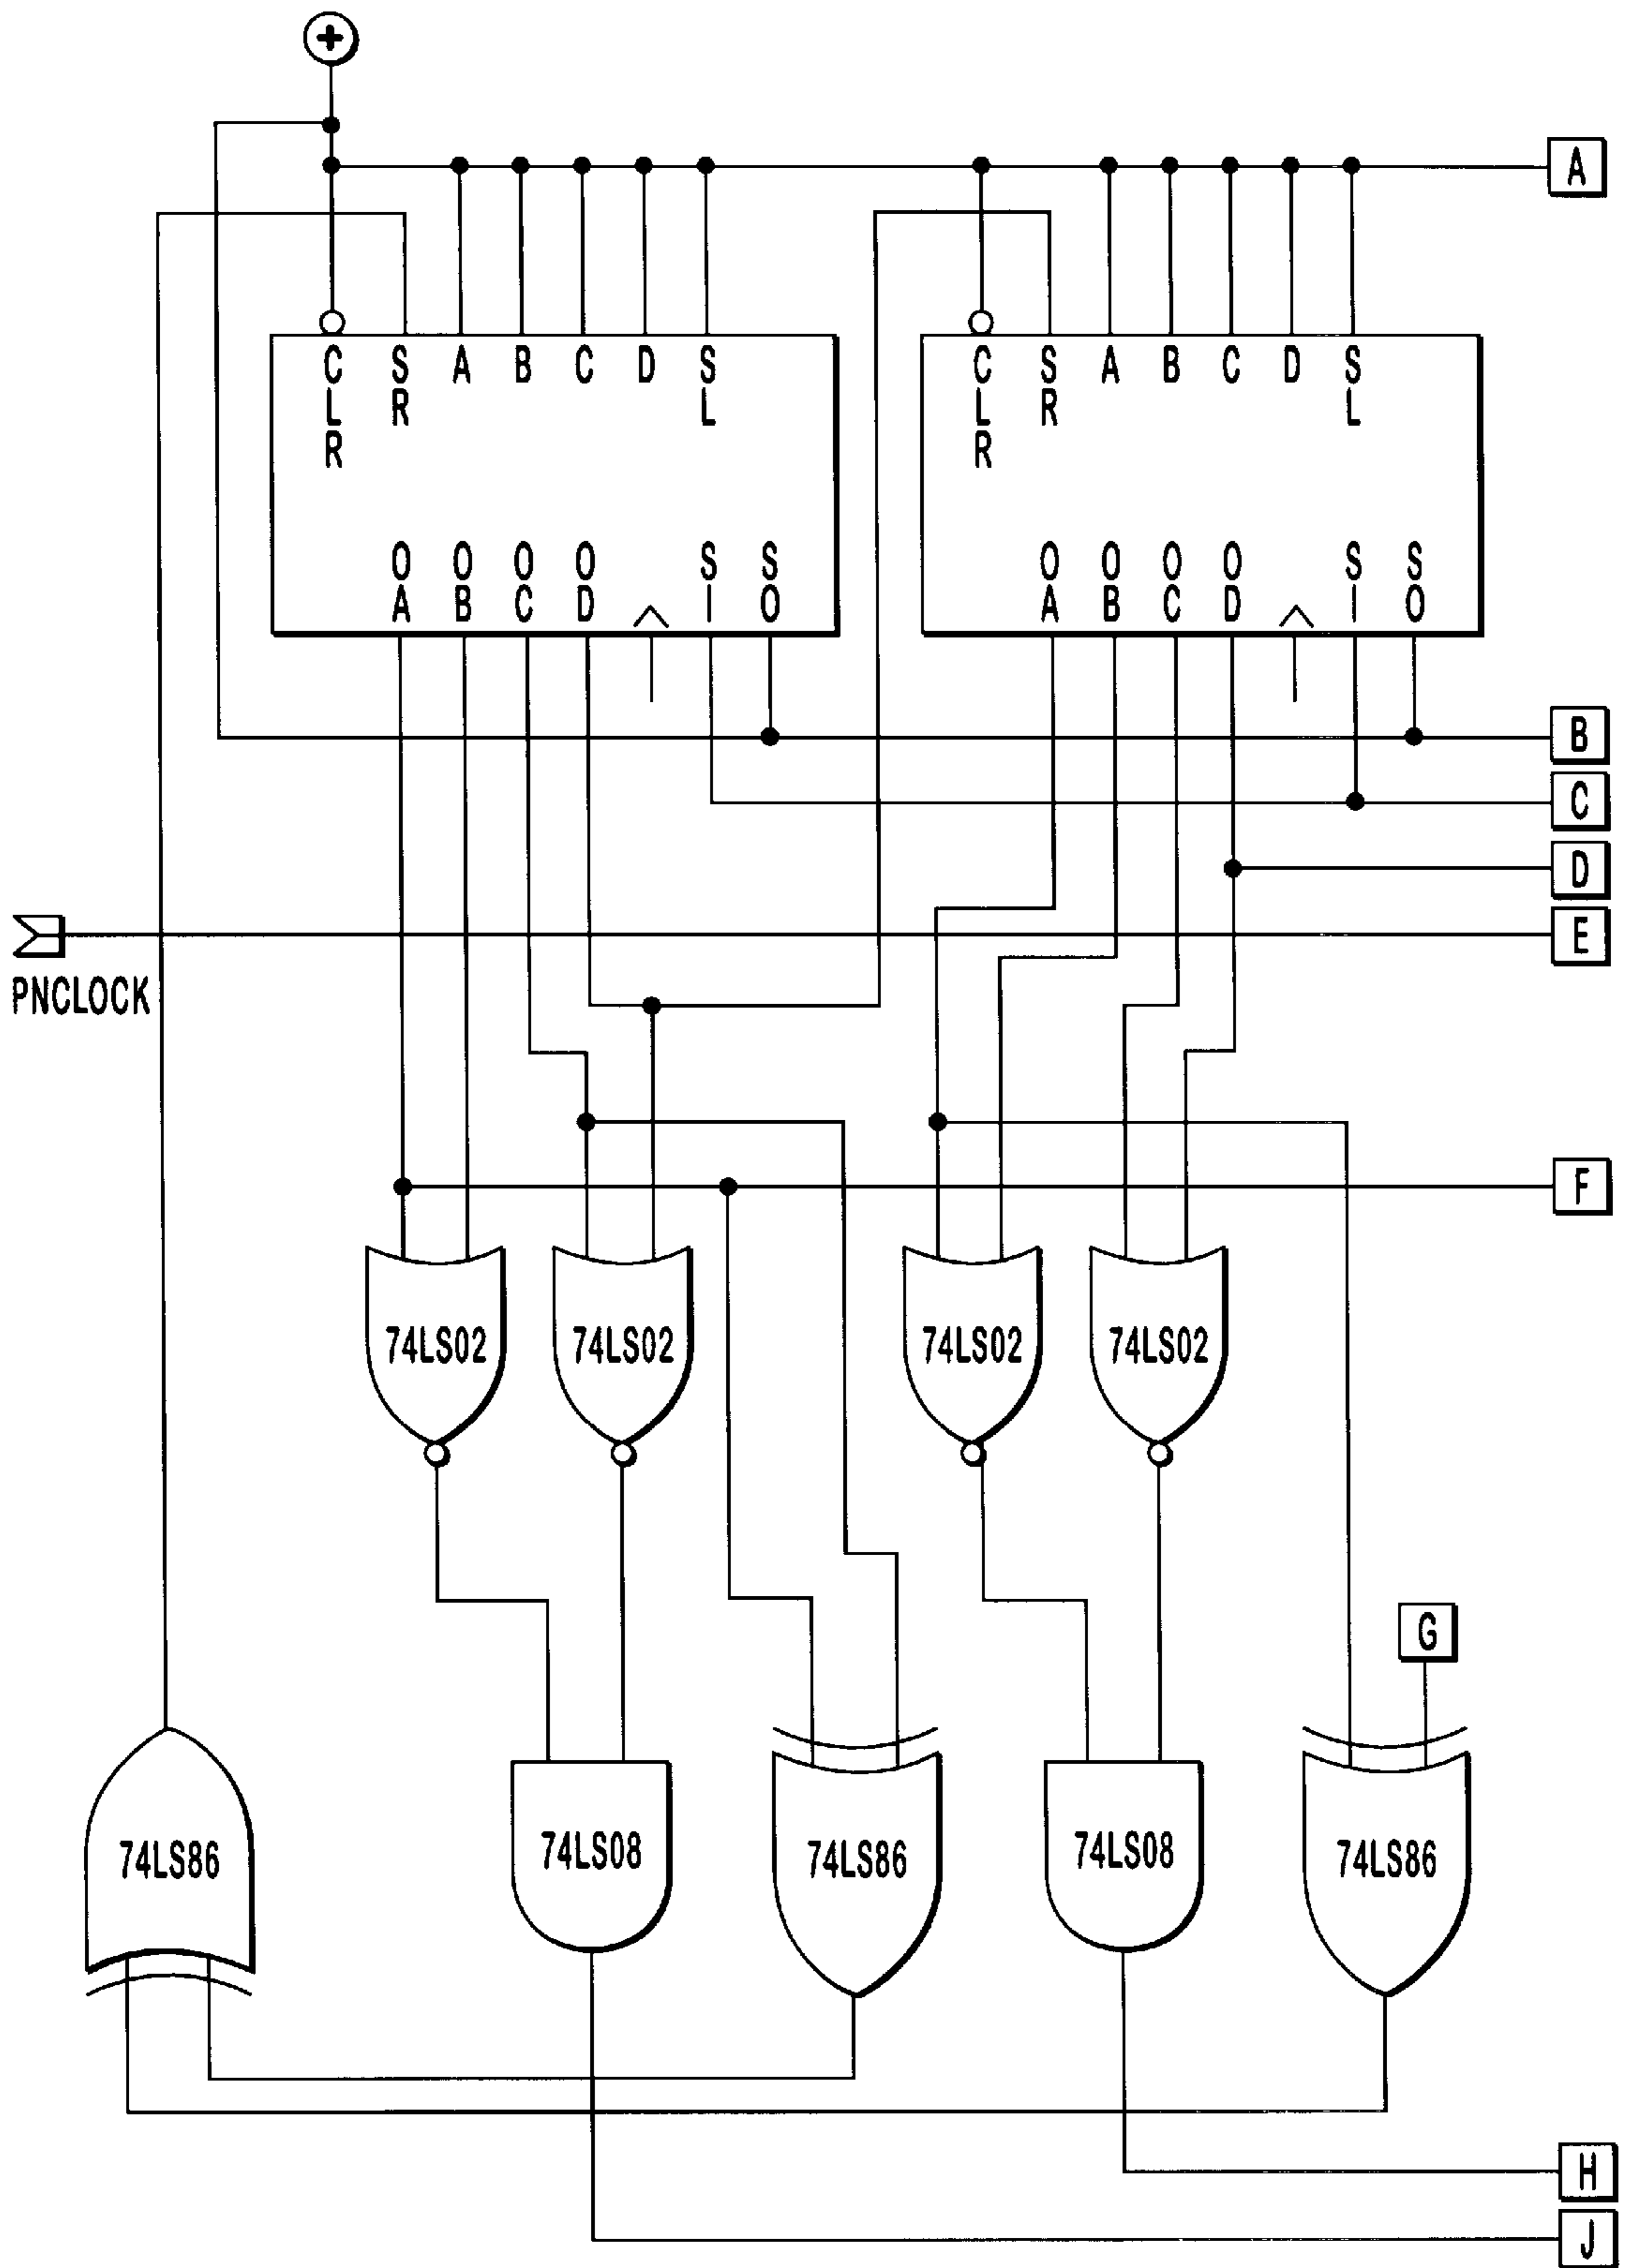 +
A
C S A B C D S
L R L
R
O O O O S S
A B C D I O
C S A B C D S
L R L
R
O O O O S S
A B C D I O
B
C
D
E
PNCLOCK
F
74LS02 74LS02 74LS02 74LS02
G
74LS86 74LS08 74LS86 74LS08 74LS86
H
J